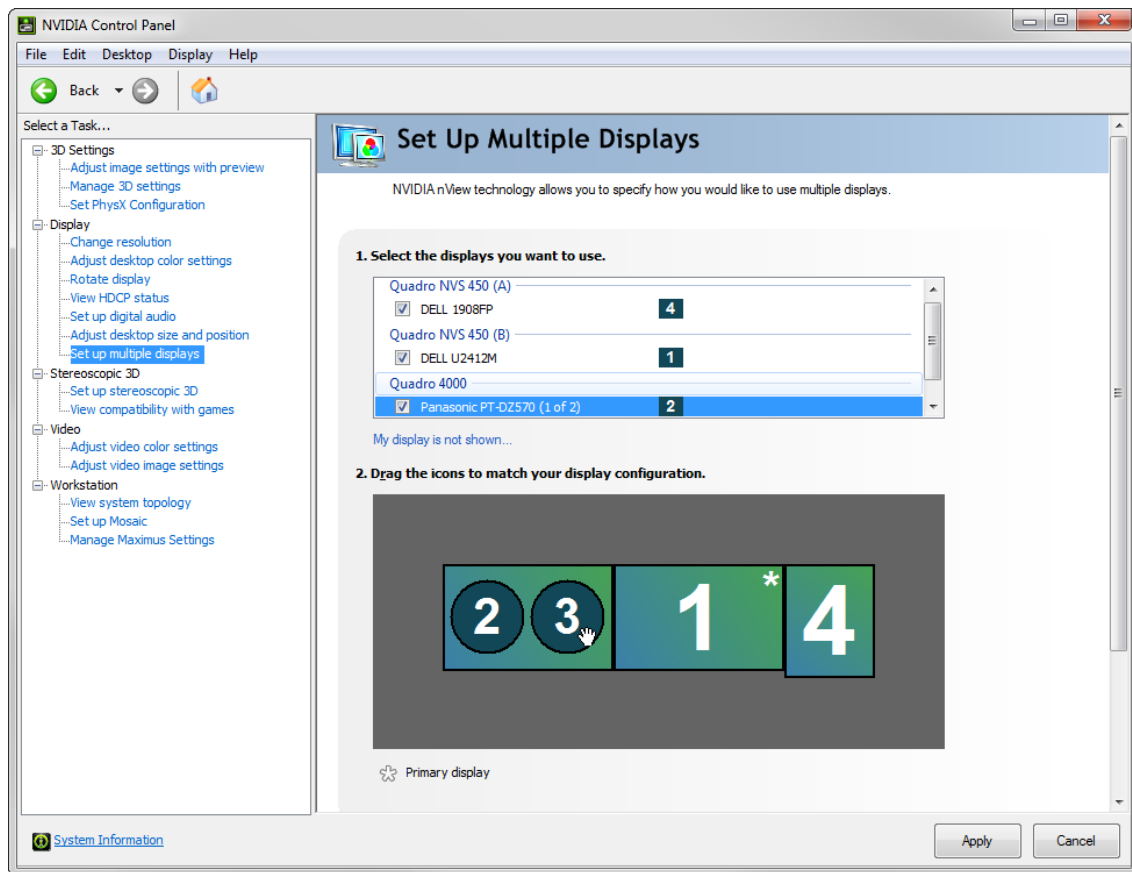 NVIDIA Control Panel
File Edit Desktop Display Help
Back
Select a Task...
3D Settings
Adjust image settings with preview
Manage 3D settings
Set PhysX Configuration
Display
Change resolution
Adjust desktop color settings
Rotate display
View HDCP status
Set up digital audio
Adjust desktop size and position
Set up multiple displays
Stereoscopic 3D
Set up stereoscopic 3D
View compatibility with games
Video
Adjust video color settings
Adjust video image settings
Workstation
View system topology
Set up Mosaic
Manage Maximus Settings
Set Up Multiple Displays
NVIDIA nView technology allows you to specify how you would like to use multiple displays.
1. Select the displays you want to use.
Quadro NVS 450 (A)
DELL 1908FP 4
Quadro NVS 450 (B)
DELL U2412M 1
Quadro 4000
Panasonic PT-DZ570 (1 of 2) 2
My display is not shown...
2. Drag the icons to match your display configuration.
2 3 1 * 4
Primary display
System Information
Apply Cancel